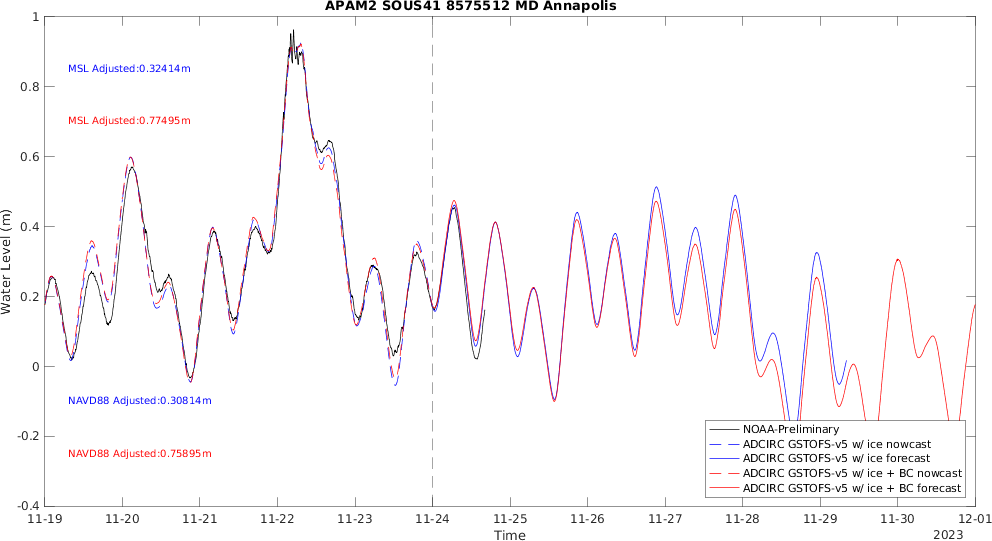 APAM2 SOUS41 8575512 MD Annapolis
1
0.8
0.6
0.4
0.2
0
-0.2
-0.4
Water Level (m)
MSL Adjusted:0.32414m
MSL Adjusted:0.77495m
NAVD88 Adjusted:0.30814m
NAVD88 Adjusted:0.75895m
NOAA-Preliminary
ADCIRC GSTOFS-v5 w/ ice nowcast
ADCIRC GSTOFS-v5 w/ ice forecast
ADCIRC GSTOFS-v5 w/ ice + BC nowcast
ADCIRC GSTOFS-v5 w/ ice + BC forecast
11-19 11-20 11-21 11-22 11-23 11-24 11-25 11-26 11-27 11-28 11-29 11-30 12-01
Time
2023